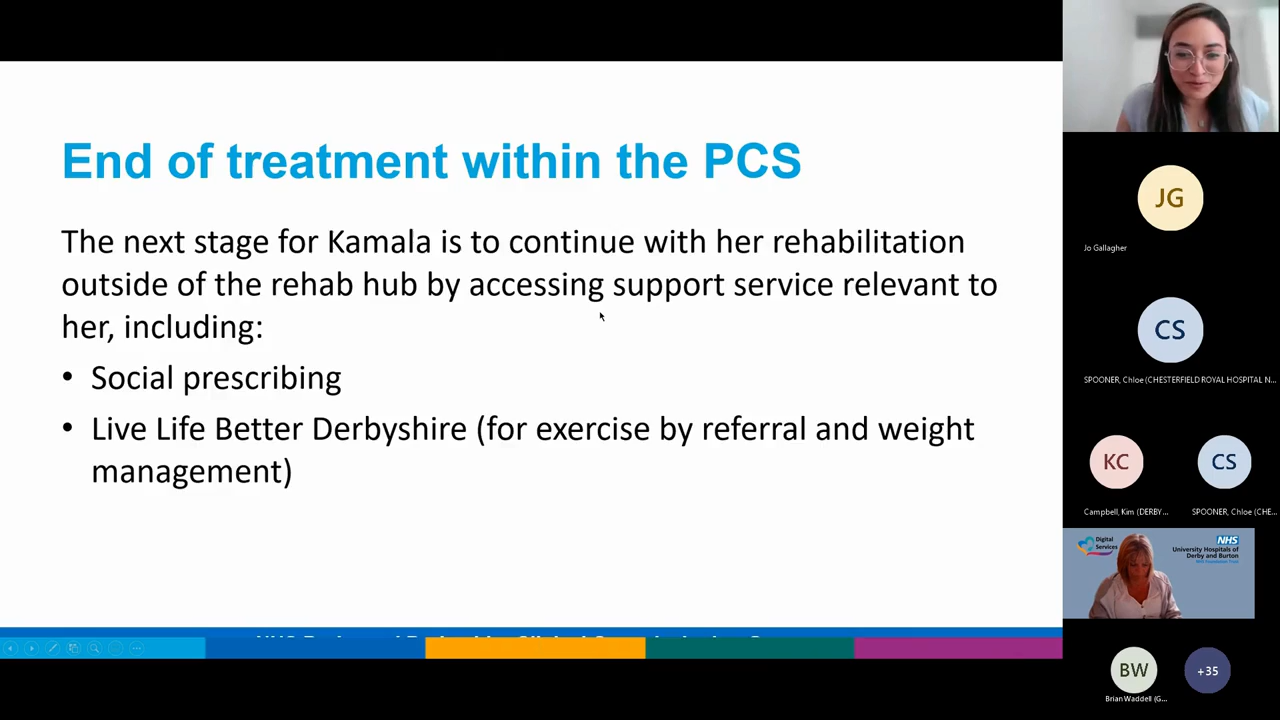 End of treatment within the PCS
The next stage for Kamala is to continue with her rehabilitation
outside of the rehab hub by accessing support service relevant to
her, including:
• Social prescribing
• Live Life Better Derbyshire (for exercise by referral and weight
management)
JG
Jo Gallagher
CS
SPOONER, Chloe (CHESTERFIELD ROYAL HOSPITAL N...
KC
CS
Campbell, Kim (DERBY...
SPOONER, Chloe (CHE...
Digital
Services
NHS
University Hospitals of
Derby and Burton
NHS Foundation Trust
BW
+35
Brian Waddell (G...